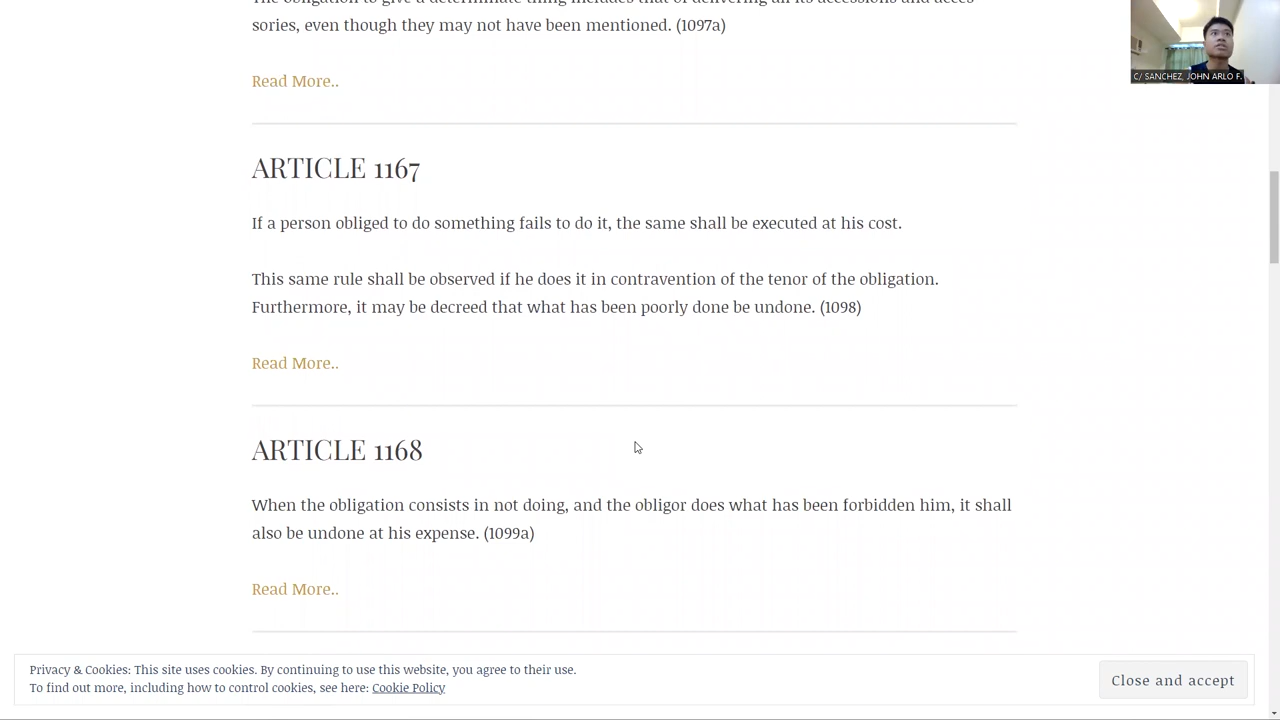 sories, even though they may not have been mentioned. (1097a)
Read More..
ARTICLE 1167
If a person obliged to do something fails to do it, the same shall be executed at his cost.
This same rule shall be observed if he does it in contravention of the tenor of the obligation.
Furthermore, it may be decreed that what has been poorly done be undone. (1098)
Read More..
ARTICLE 1168
When the obligation consists in not doing, and the obligor does what has been forbidden him, it shall
also be undone at his expense. (1099a)
Read More..
Privacy & Cookies: This site uses cookies. By continuing to use this website, you agree to their use.
To find out more, including how to control cookies, see here: Cookie Policy
Close and accept
C/ SANCHEZ, JOHN ARLO F.